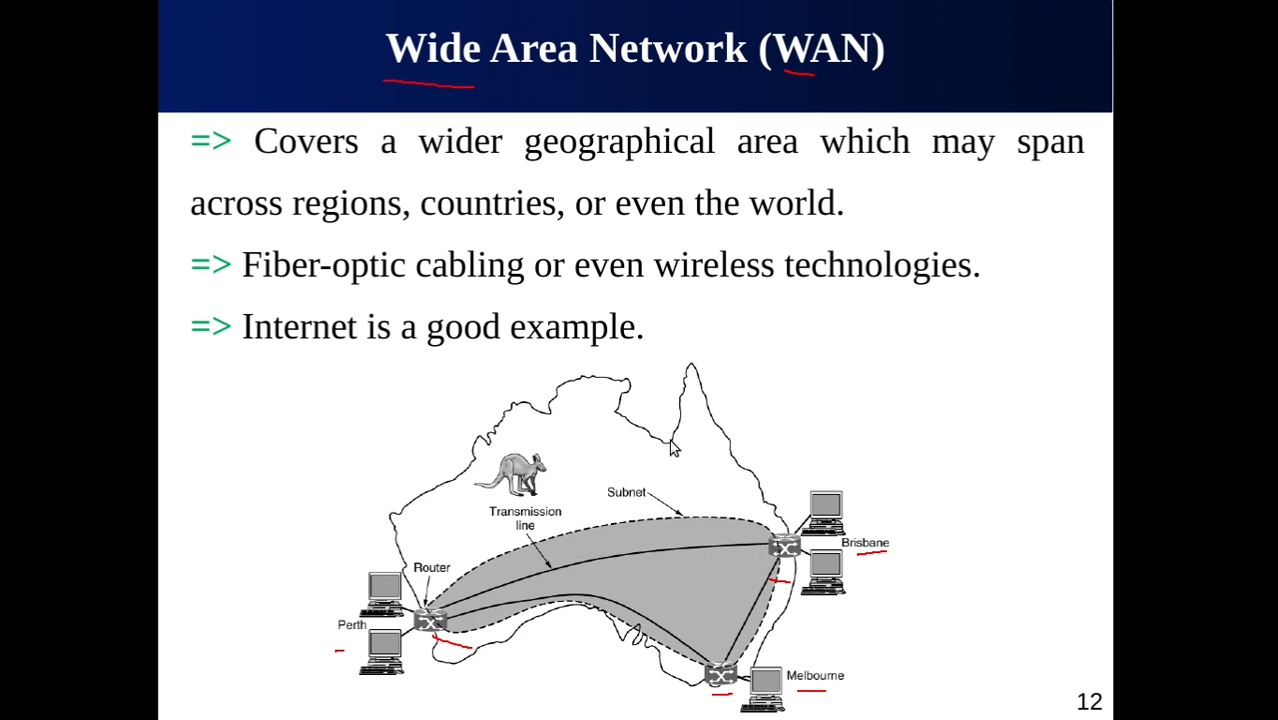 Wide Area Network (WAN)
=> Covers a wider geographical area which may span
across regions, countries, or even the world.
=> Fiber-optic cabling or even wireless technologies.
=> Internet is a good example.
Subnet
Transmission
line
Brisbane
Router
Perth
Melbourne
12